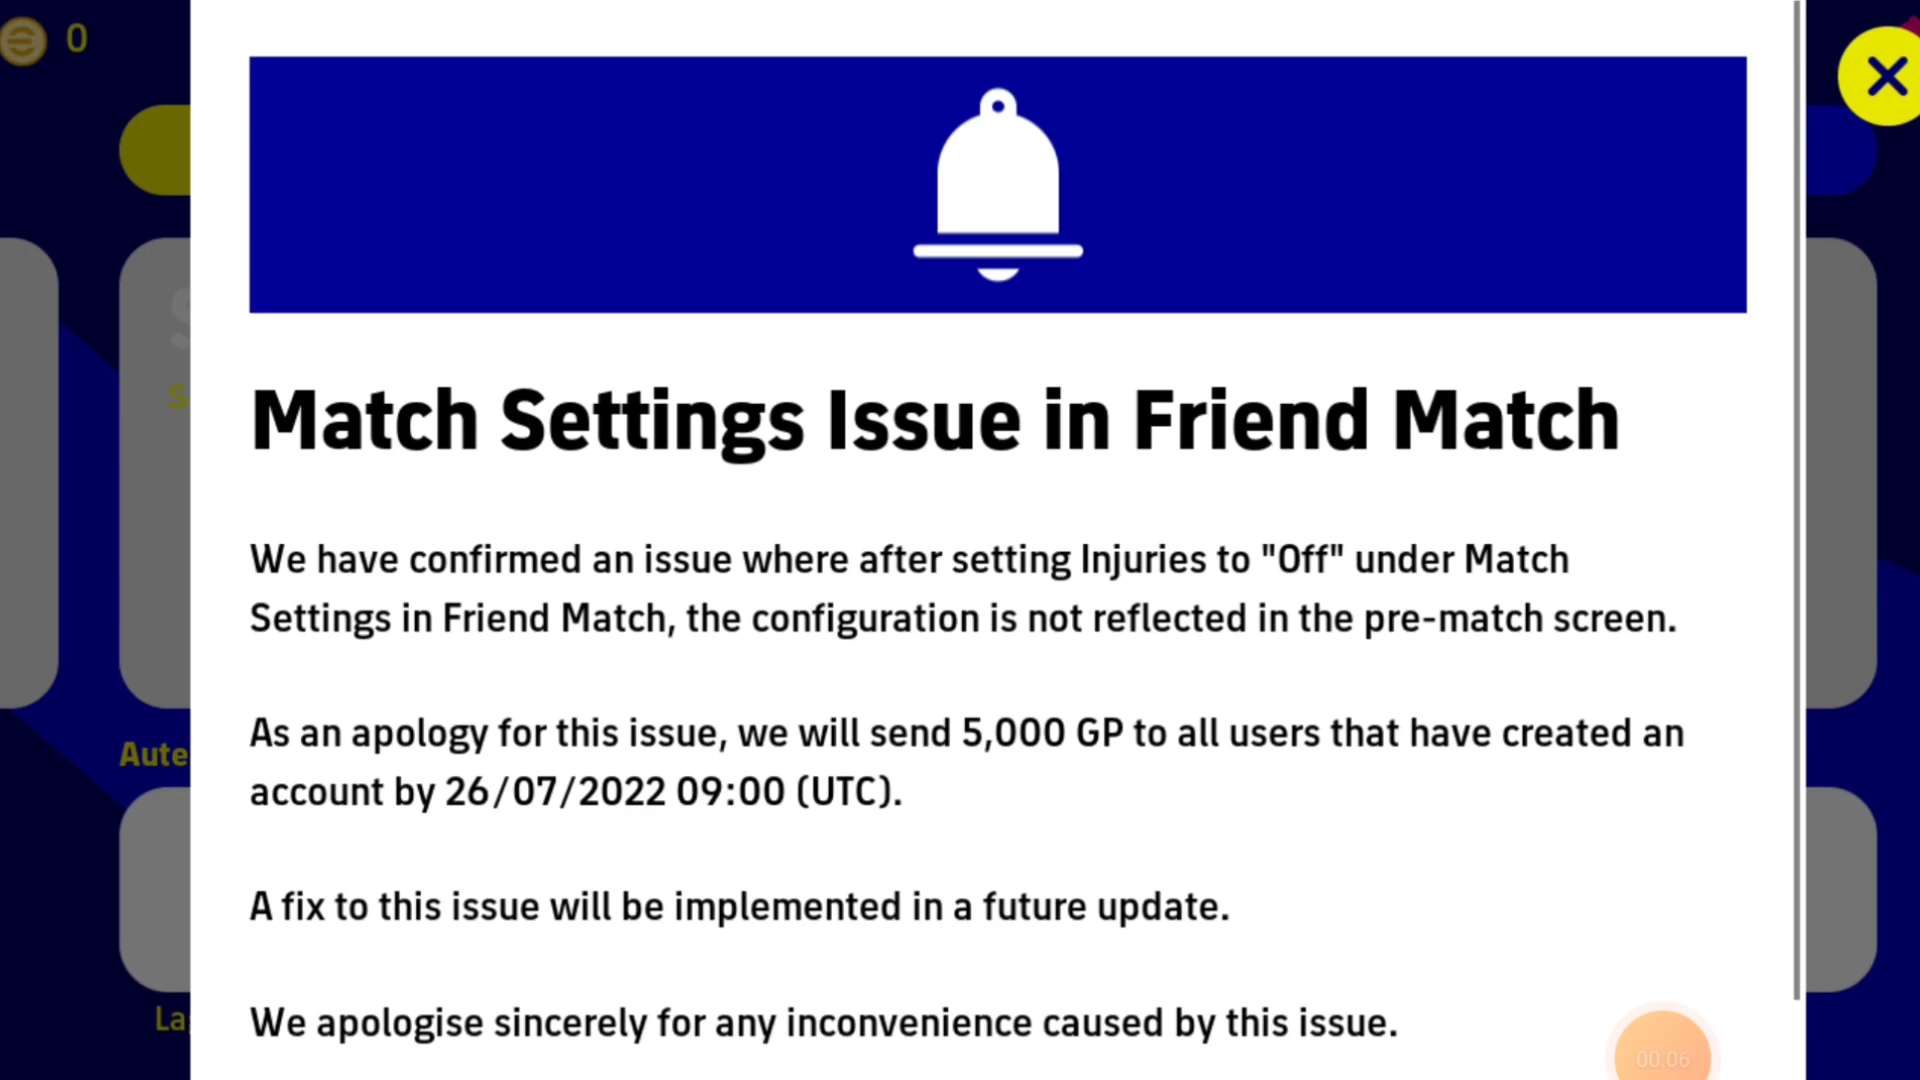 0
Match Settings Issue in Friend Match
We have confirmed an issue where after setting Injuries to "Off" under Match
Settings in Friend Match, the configuration is not reflected in the pre-match screen.
As an apology for this issue, we will send 5,000 GP to all users that have created an
account by 26/07/2022 09:00 (UTC).
Aute
A fix to this issue will be implemented in a future update.
La
We apologise sincerely for any inconvenience caused by this issue.
00:06